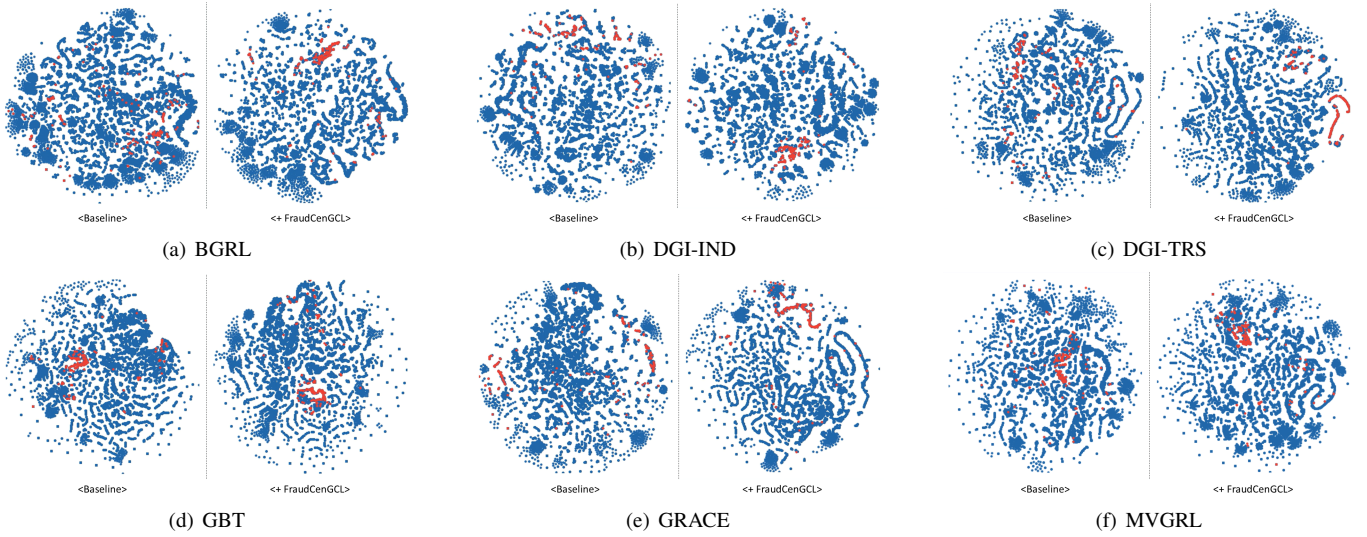 <Baseline> <+ FraudCenGCL> <Baseline> <+ FraudCenGCL> <Baseline> <+ FraudCenGCL>
(a) BGRL (b) DGI-IND (c) DGI-TRS
<Baseline> <+ FraudCenGCL> <Baseline> <+ FraudCenGCL> <Baseline> <+ FraudCenGCL>
(d) GBT (e) GRACE (f) MVGRL